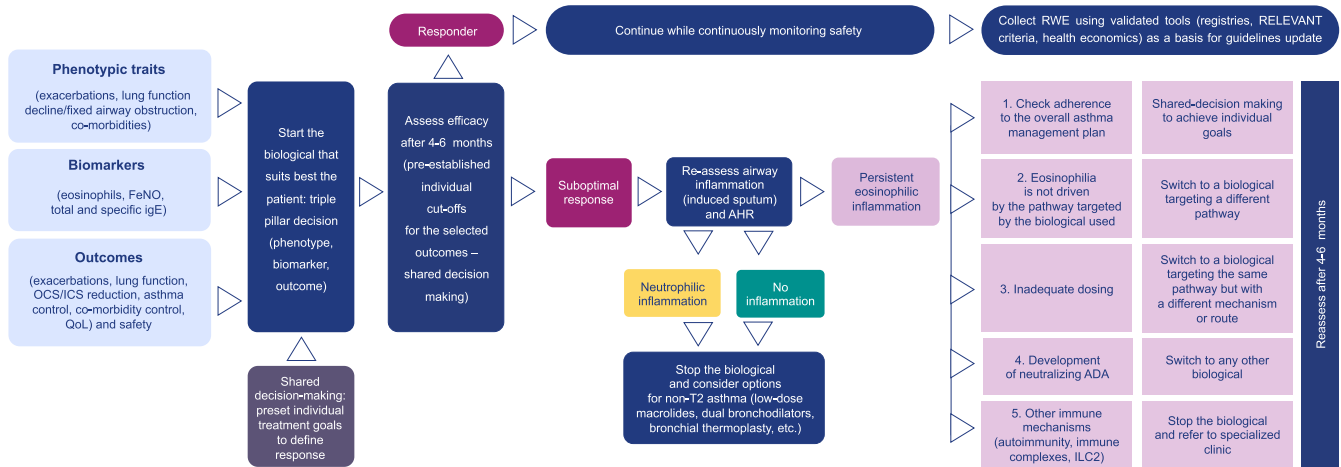 Phenotypic traits
(exacerbations, lung function
decline/fixed airway obstruction,
co-morbidities)
Biomarkers
(eosinophils, FeNO,
total and specific igE)
Outcomes
(exacerbations, lung function,
OCS/ICS reduction, asthma
control, co-morbidity control,
QoL) and safety
Start the
biological that
suits best the
patient: triple
pillar decision
(phenotype,
biomarker,
outcome)
Shared
decision-making:
preset individual
treatment goals
to define
response
Responder
Assess efficacy
after 4-6 months
(pre-established
individual
cut-offs
for the selected
outcomes –
shared decision
making)
Continue while continuously monitoring safety
Collect RWE using validated tools (registries, RELEVANT
criteria, health economics) as a basis for guidelines update
Suboptimal
response
Re-assess airway
inflammation
(induced sputum)
and AHR
Persistent
eosinophilic
inflammation
Neutrophilic
inflammation
No
inflammation
Stop the biological
and consider options
for non-T2 asthma (low-dose
macrolides, dual bronchodilators,
bronchial thermoplasty, etc.)
1. Check adherence
to the overall asthma
management plan
Shared-decision making
to achieve individual
goals
2. Eosinophilia
is not driven
by the pathway targeted
by the biological used
Switch to a biological
targeting a different
pathway
3. Inadequate dosing
Switch to a biological
targeting the same
pathway but with
a different mechanism
or route
4. Development
of neutralizing ADA
Switch to any other
biological
5. Other immune
mechanisms
(autoimmunity, immune
complexes, ILC2)
Stop the biological
and refer to specialized
clinic
Reassess after 4-6 months